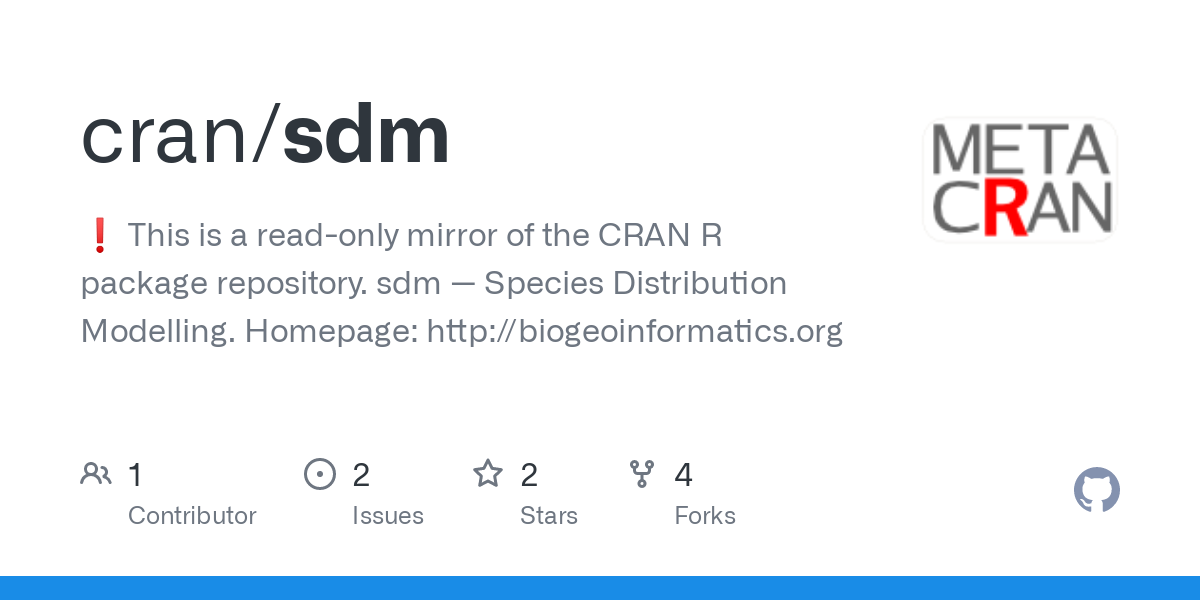 cran/sdm
META
CRAN
❗ This is a read-only mirror of the CRAN R
package repository. sdm — Species Distribution
Modelling. Homepage: http://biogeoinformatics.org
1
Contributor
2
Issues
2
Stars
4
Forks